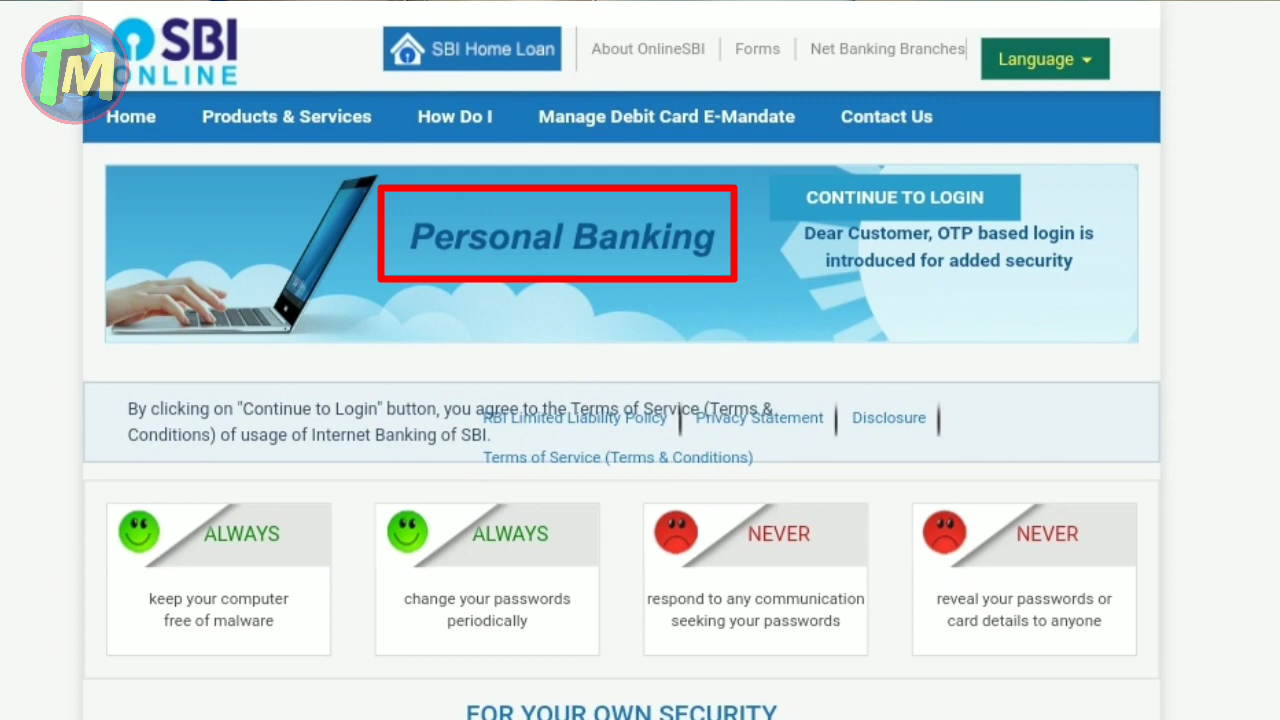 TM
SBI
ONLINE
SBI Home Loan
About OnlineSBI
Forms
Net Banking Branches
Language
Home
Products & Services
How Do I
Manage Debit Card E-Mandate
Contact Us
Personal Banking
CONTINUE TO LOGIN
Dear Customer, OTP based login is
introduced for added security
By clicking on "Continue to Login" button, you agree to the Terms of Service (Terms &
Conditions) of usage of Internet Banking of SBI.
RBI Limited Liability Policy
Privacy Statement
Disclosure
Terms of Service (Terms & Conditions)
ALWAYS
keep your computer
free of malware
ALWAYS
change your passwords
periodically
NEVER
respond to any communication
seeking your passwords
NEVER
reveal your passwords or
card details to anyone
FOR YOUR OWN SECURITY